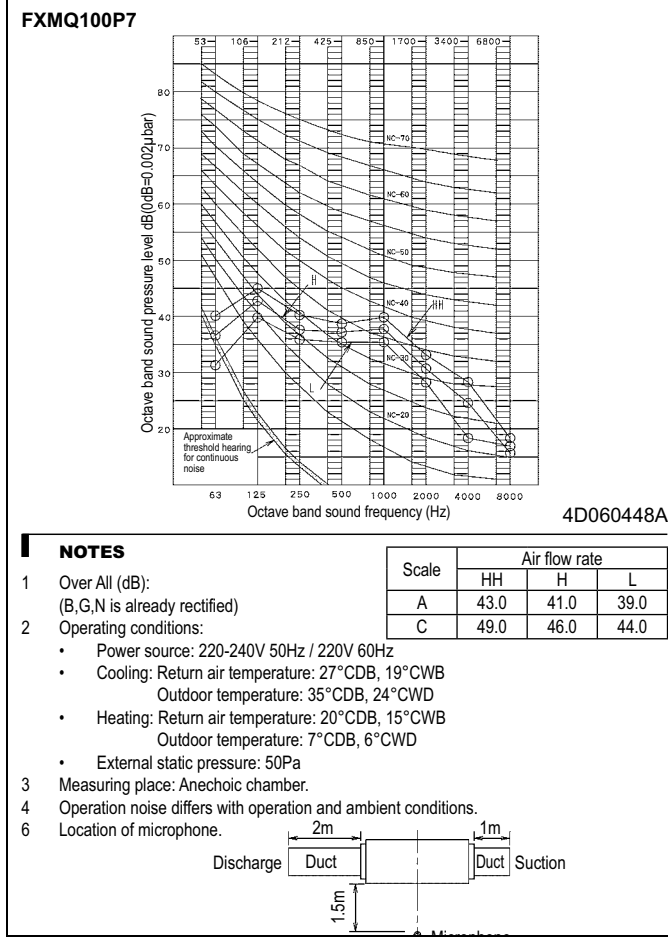 FXMQ100P7
53 106 212 425 850 1700 3400 6800
80
70
60
50
40
30
20
Octave band sound pressure level dB(0dB=0.002µbar)
NC-70
NC-60
NC-50
NC-40
NC-30
NC-20
H
HH
L
Approximate
threshold hearing
for continuous
noise
63 125 250 500 1000 2000 4000 8000
Octave band sound frequency (Hz)
4D060448A
NOTES
1 Over All (dB):
(B,G,N is already rectified)
Scale Air flow rate
HH H L
A 43.0 41.0 39.0
C 49.0 46.0 44.0
2 Operating conditions:
• Power source: 220-240V 50Hz / 220V 60Hz
• Cooling: Return air temperature: 27°CDB, 19°CWB
Outdoor temperature: 35°CDB, 24°CWD
• Heating: Return air temperature: 20°CDB, 15°CWB
Outdoor temperature: 7°CDB, 6°CWD
• External static pressure: 50Pa
3 Measuring place: Anechoic chamber.
4 Operation noise differs with operation and ambient conditions.
6 Location of microphone.
2m 1m
Discharge Duct Duct Suction
1.5m
Microphone